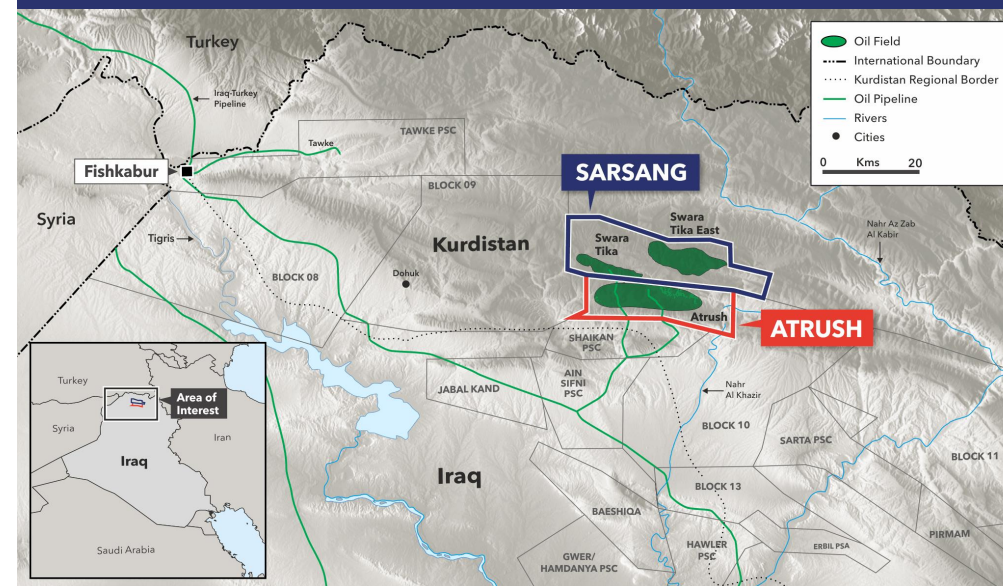 Turkey
Iraq-Turkey
Pipeline
Oil Field
International Boundary
Kurdistan Regional Border
Oil Pipeline
Rivers
Cities
0 Kms 20
TAWKE PSC
Tawke
Fishkabur
BLOCK 09
SARSANG
Syria
Tigris
Kurdistan
Swara
Tika East
Swara
Tika
Nahr Az Zab
Al Kabir
BLOCK 08
Dohuk
Atrush
ATRUSH
SHAIKAN
PSC
AIN
SIFNI
PSC
JABAL KAND
Nahr
Al Khazir
BLOCK 10
SARTA PSC
BLOCK 11
Iraq
BLOCK 13
BAESHIQA
PIRMAM
HAWLER
PSC
ERBIL PSA
GWER/
HAMDANYA PSC
Turkey
Area of
Interest
Syria
Iran
Iraq
Saudi Arabia